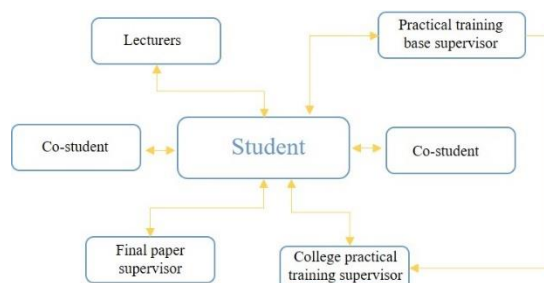 Lecturers
Practical training
base supervisor
Co-student
Student
Co-student
Final paper
supervisor
College practical
training supervisor